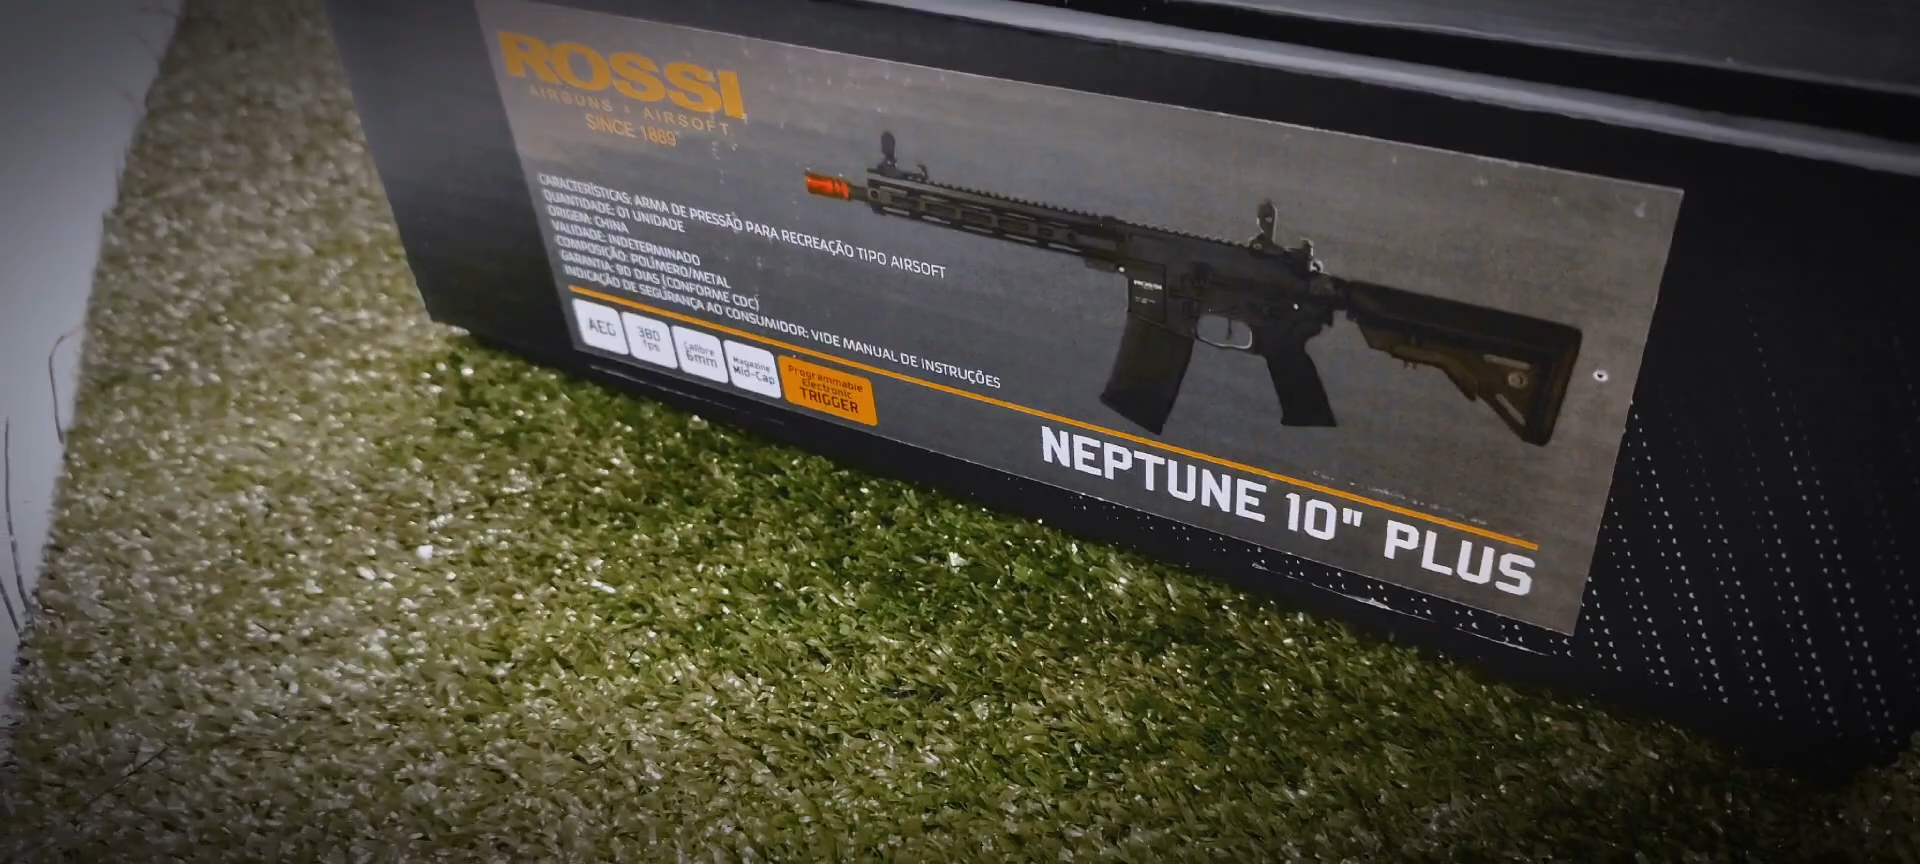 ROSSI
AIRGUNS & AIRSOFT
SINCE 1889
CARACTERÍSTICAS: ARMA DE PRESSÃO PARA RECREAÇÃO TIPO AIRSOFT
QUANTIDADE: 01 UNIDADE
ORIGEM: CHINA
VALIDADE: INDETERMINADO
COMPOSIÇÃO: POLÍMERO/METAL
GARANTIA: 90 DIAS (CONFORME CDC)
INDICAÇÃO DE SEGURANÇA AO CONSUMIDOR: VIDE MANUAL DE INSTRUÇÕES
AEG
380
fps
Calibre
6mm
Magazine
Mid-Cap
Programmable
Electronic
TRIGGER
ROSSI
NEPTUNE 10" PLUS